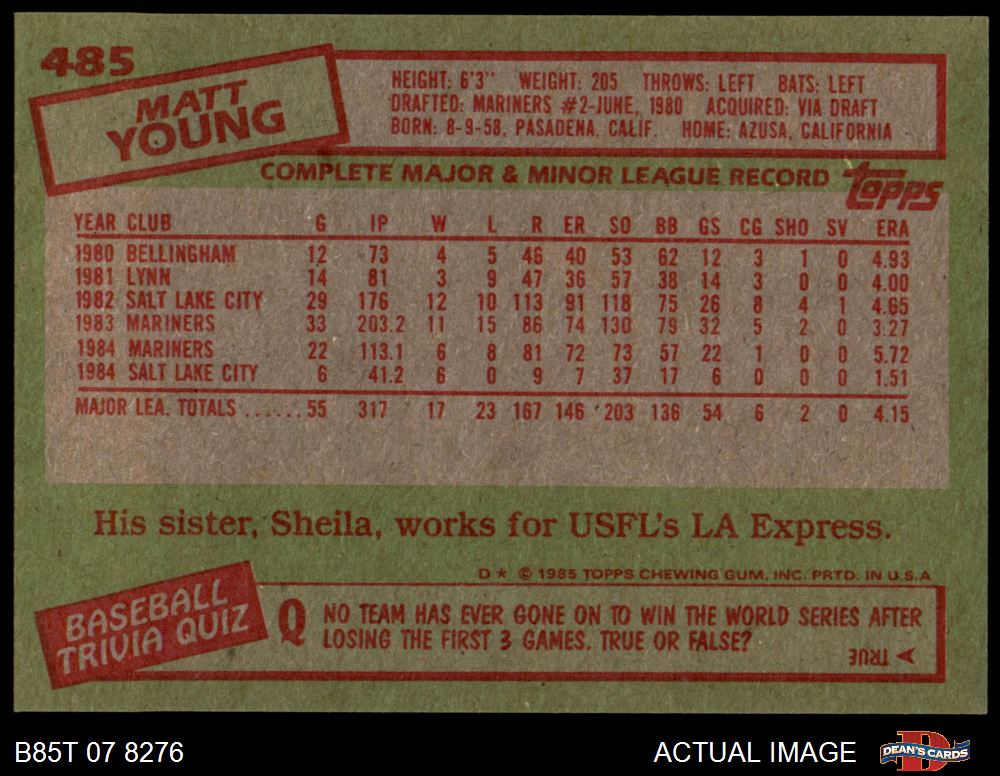 485
MATT
YOUNG
HEIGHT: 6'3" WEIGHT: 205 THROWS: LEFT BATS: LEFT
DRAFTED: MARINERS #2-JUNE, 1980 ACQUIRED: VIA DRAFT
BORN: 8-9-58, PASADENA, CALIF. HOME: AZUSA, CALIFORNIA
COMPLETE MAJOR & MINOR LEAGUE RECORD
topps
YEAR CLUB G IP W L R ER SO BB GS CG SHO SV ERA
1980 BELLINGHAM 12 73 4 5 46 40 53 62 12 3 1 0 4.93
1981 LYNN 14 81 3 9 47 36 57 38 14 3 0 0 4.00
1982 SALT LAKE CITY 29 176 12 10 113 91 118 75 26 8 4 1 4.65
1983 MARINERS 33 203.2 11 15 86 74 130 79 32 5 2 0 3.27
1984 MARINERS 22 113.1 6 8 81 72 73 57 22 1 0 0 5.72
1984 SALT LAKE CITY 6 41.2 6 0 9 7 37 17 6 0 0 0 1.51
MAJOR LEA. TOTALS ...... 55 317 17 23 167 146 203 136 54 6 2 0 4.15
His sister, Sheila, works for USFL's LA Express.
D* © 1985 TOPPS CHEWING GUM, INC. PRTD. IN U.S.A
BASEBALL
TRIVIA QUIZ
Q NO TEAM HAS EVER GONE ON TO WIN THE WORLD SERIES AFTER
LOSING THE FIRST 3 GAMES. TRUE OR FALSE?
TRUE
B85T 07 8276
ACTUAL IMAGE
D
DEAN'S CARDS